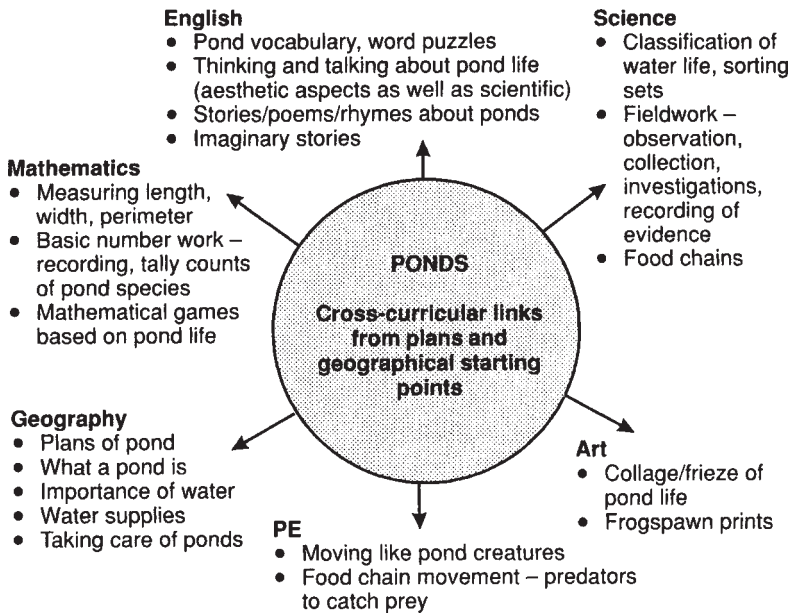 English
• Pond vocabulary, word puzzles
• Thinking and talking about pond life
(aesthetic aspects as well as scientific)
• Stories/poems/rhymes about ponds
• Imaginary stories
Science
• Classification of
water life, sorting
sets
• Fieldwork –
observation,
collection,
investigations,
recording of
evidence
• Food chains
Mathematics
• Measuring length,
width, perimeter
• Basic number work –
recording, tally counts
of pond species
• Mathematical games
based on pond life
PONDS
Cross-curricular links
from plans and
geographical starting
points
Geography
• Plans of pond
• What a pond is
• Importance of water
• Water supplies
• Taking care of ponds
PE
• Moving like pond creatures
• Food chain movement – predators
to catch prey
Art
• Collage/frieze of
pond life
• Frogspawn prints